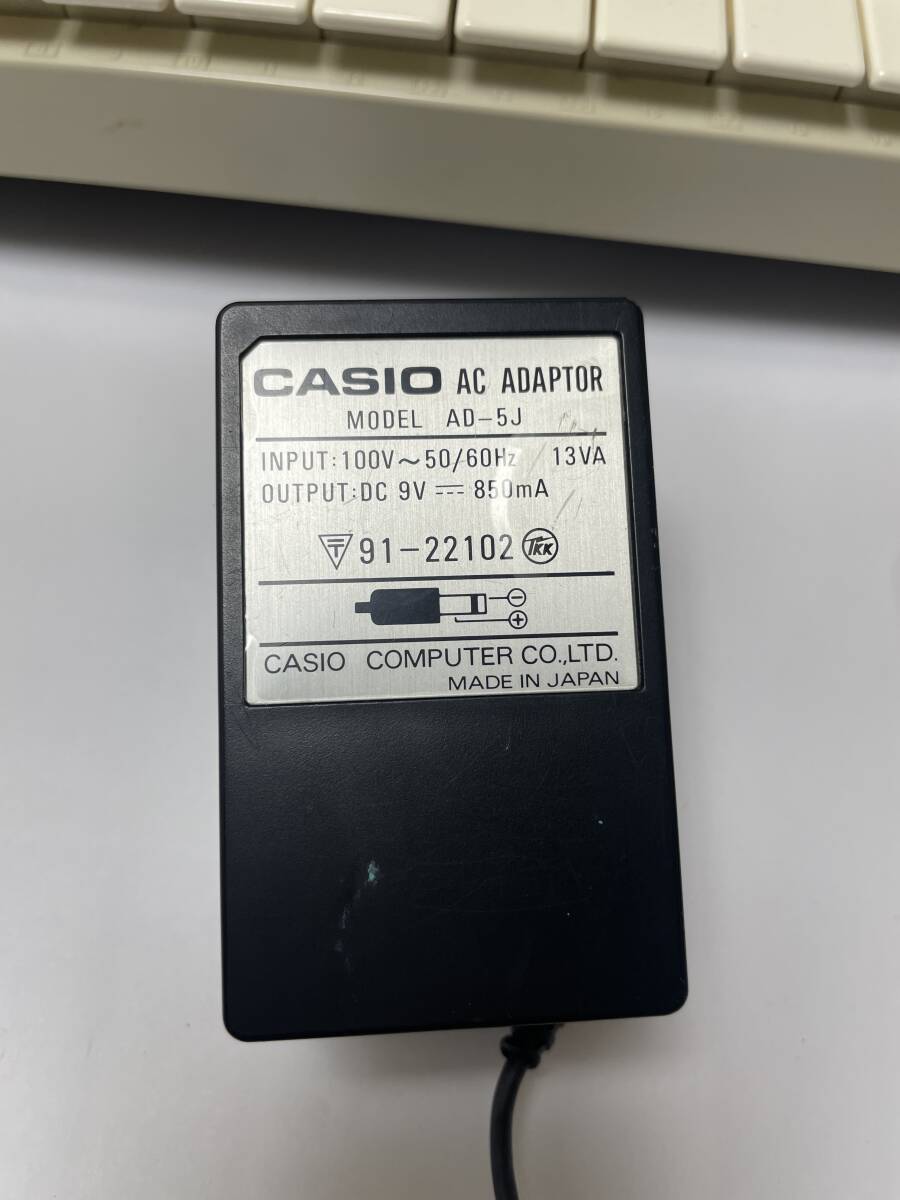 CASIO AC ADAPTOR
MODEL AD-5J
INPUT:100V~50/60Hz 13VA
OUTPUT:DC 9V ⎓ 850mA
〒 91-22102 TKK
⊖
⊕
CASIO COMPUTER CO.,LTD.
MADE IN JAPAN